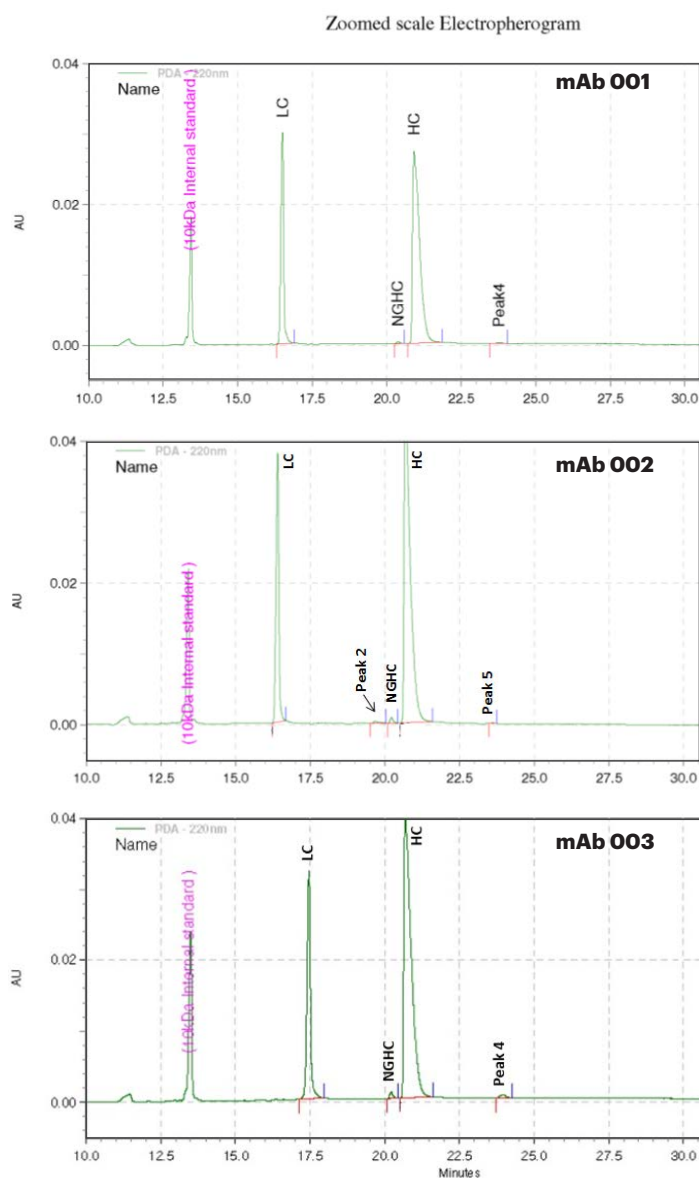 Zoomed scale Electropherogram
0.04
PDA - 220nm
Name
mAb 001
(10kDa Internal standard)
LC
HC
NGHC
Peak4
0.02
0.00
AU
10.0 12.5 15.0 17.5 20.0 22.5 25.0 27.5 30.0
0.04
PDA - 220nm
Name
mAb 002
(10kDa Internal standard )
LC
Peak 2
NGHC
HC
Peak 5
0.02
0.00
AU
10.0 12.5 15.0 17.5 20.0 22.5 25.0 27.5 30.0
0.04
PDA - 220nm
Name
mAb 003
(10kDa Internal standard )
LC
NGHC
HC
Peak 4
0.02
0.00
AU
10.0 12.5 15.0 17.5 20.0 22.5 25.0 27.5 30.0
Minutes